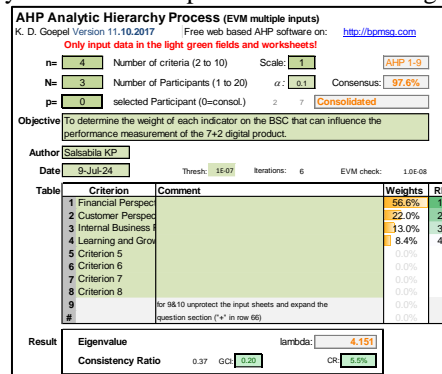 AHP Analytic Hierarchy Process (EVM multiple inputs)
K. D. Goepel Version 11.10.2017 Free web based AHP software on: http://bpmsg.com
Only input data in the light green fields and worksheets!
n= 4 Number of criteria (2 to 10) Scale: 1 AHP 1-9
N= 3 Number of Participants (1 to 20) α: 0.1 Consensus: 97.6%
p= 0 selected Participant (0=consol.) 2 7 Consolidated
Objective To determine the weight of each indicator on the BSC that can influence the
performance measurement of the 7+2 digital product.
Author Salsabila KP
Date 9-Jul-24 Thresh: 1E-07 Iterations: 6 EVM check: 1.0E-08
Table Criterion Comment Weights
1 Financial Perspect 56.6% 1
2 Customer Perspec 22.0% 2
3 Internal Business 13.0% 3
4 Learning and Grow 8.4% 4
5 Criterion 5 0.0%
6 Criterion 6 0.0%
7 Criterion 7 0.0%
8 Criterion 8 0.0%
9 for 9&10 unprotect the input sheets and expand the 0.0%
# question section ("+" in row 66) 0.0%
Result Eigenvalue lambda: 4.151
Consistency Ratio 0.37 GCI: 0.20 CR: 5.5%